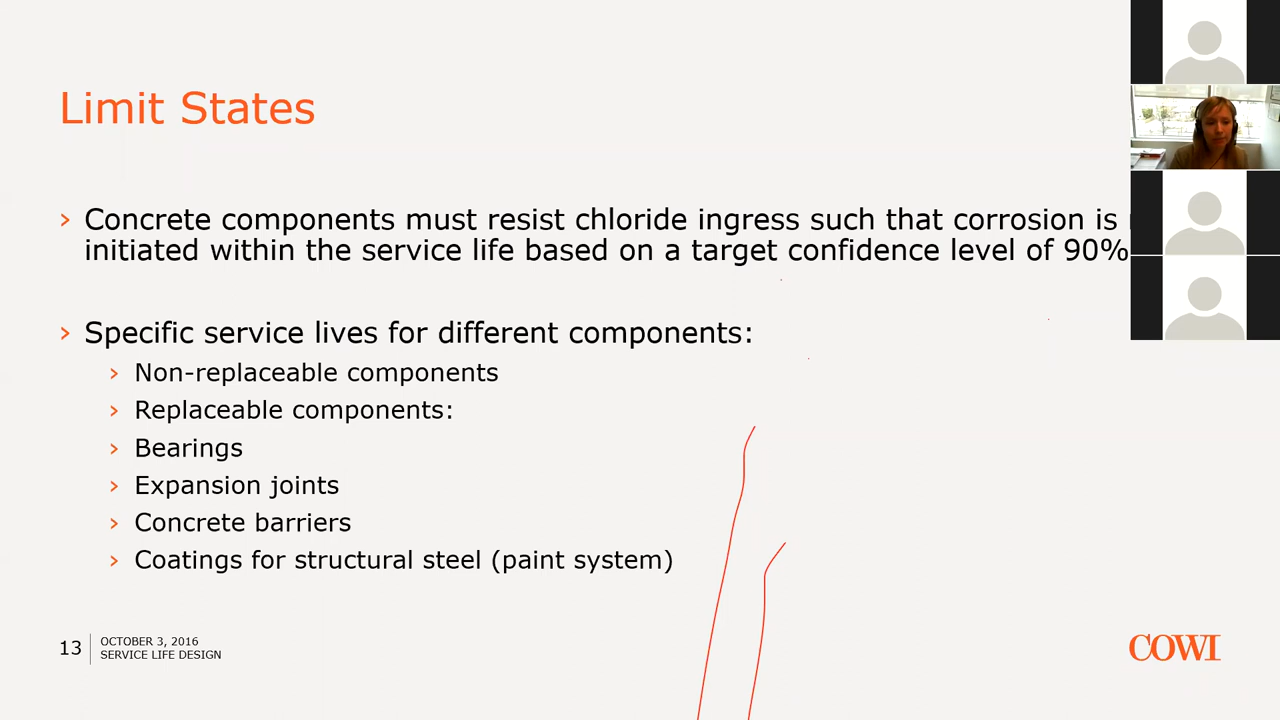 Limit States
› Concrete components must resist chloride ingress such that corrosion is
initiated within the service life based on a target confidence level of 90%
› Specific service lives for different components:
› Non-replaceable components
› Replaceable components:
› Bearings
› Expansion joints
› Concrete barriers
› Coatings for structural steel (paint system)
13
OCTOBER 3, 2016
SERVICE LIFE DESIGN
COWI